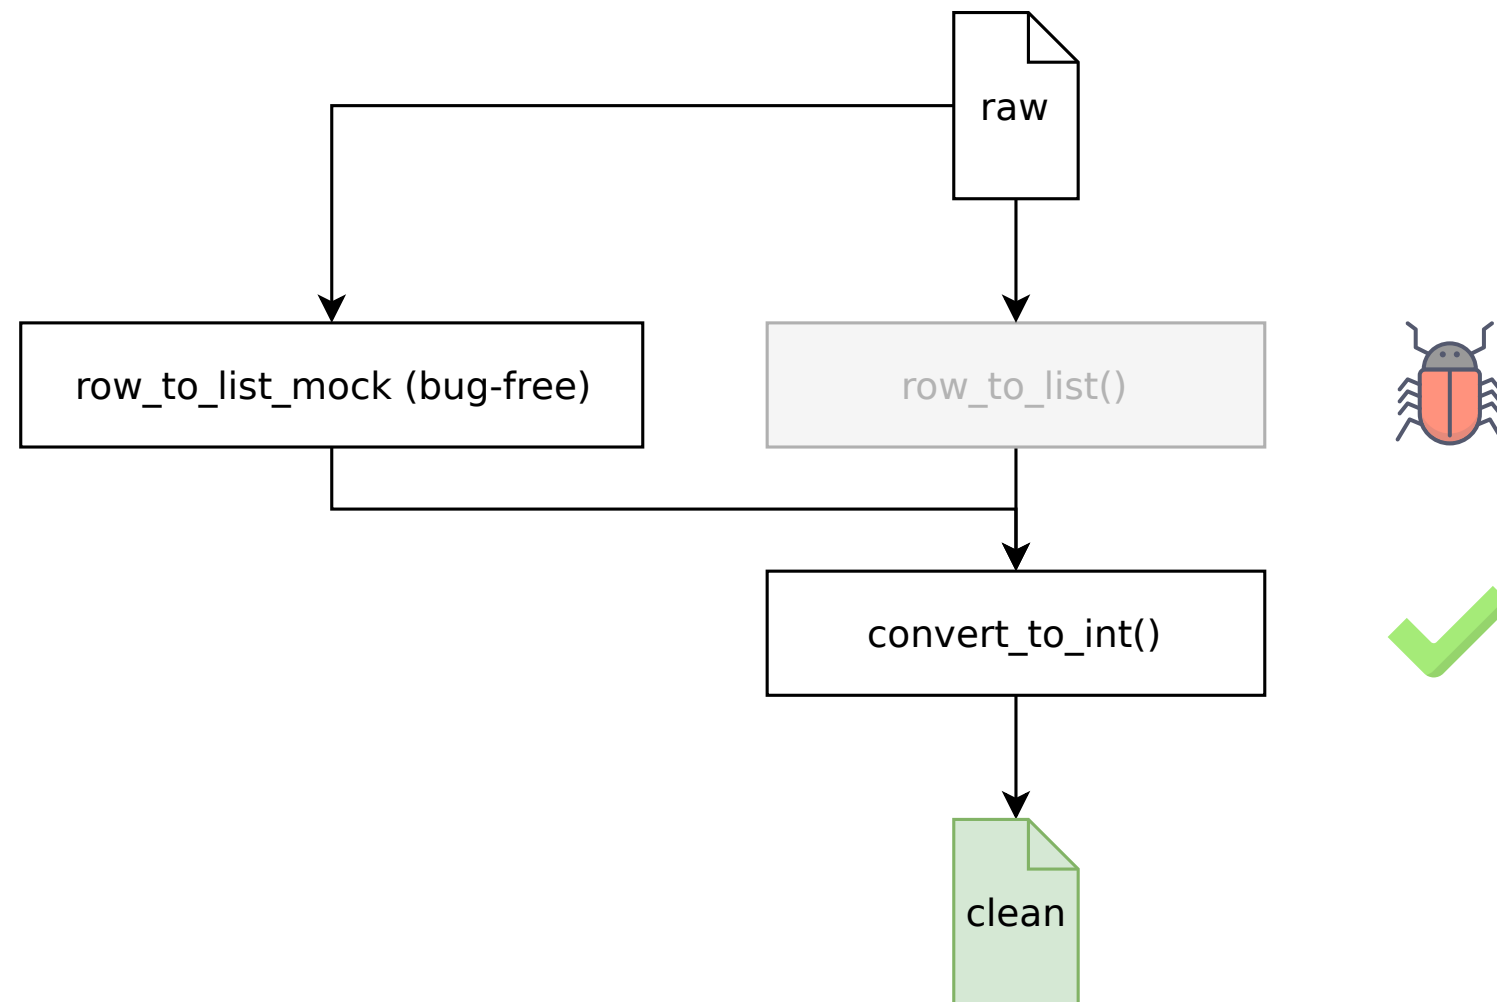 raw
row_to_list_mock (bug-free)
row_to_list()
convert_to_int()
clean